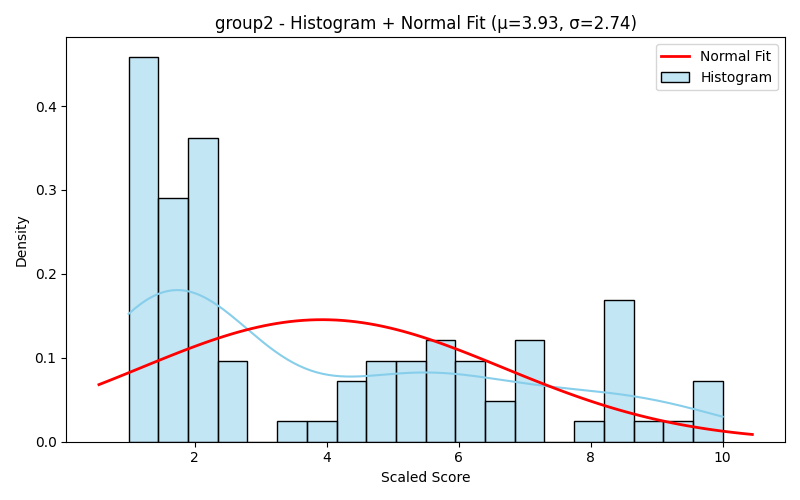 group2 - Histogram + Normal Fit (μ=3.93, σ=2.74)
Normal Fit
Histogram
Density
0.4
0.3
0.2
0.1
0.0
2
4
6
8
10
Scaled Score